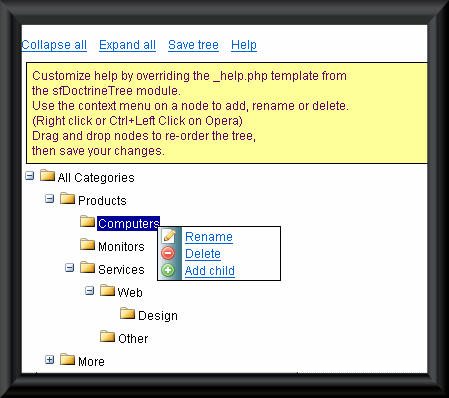 Collapse all Expand all Save tree Help
Customize help by overriding the _help.php template from
the sfDoctrineTree module.
Use the context menu on a node to add, rename or delete.
(Right click or Ctrl+Left Click on Opera)
Drag and drop nodes to re-order the tree,
then save your changes.
All Categories
Products
Computers
Rename
Monitors
Delete
Services
Add child
Web
Design
Other
More